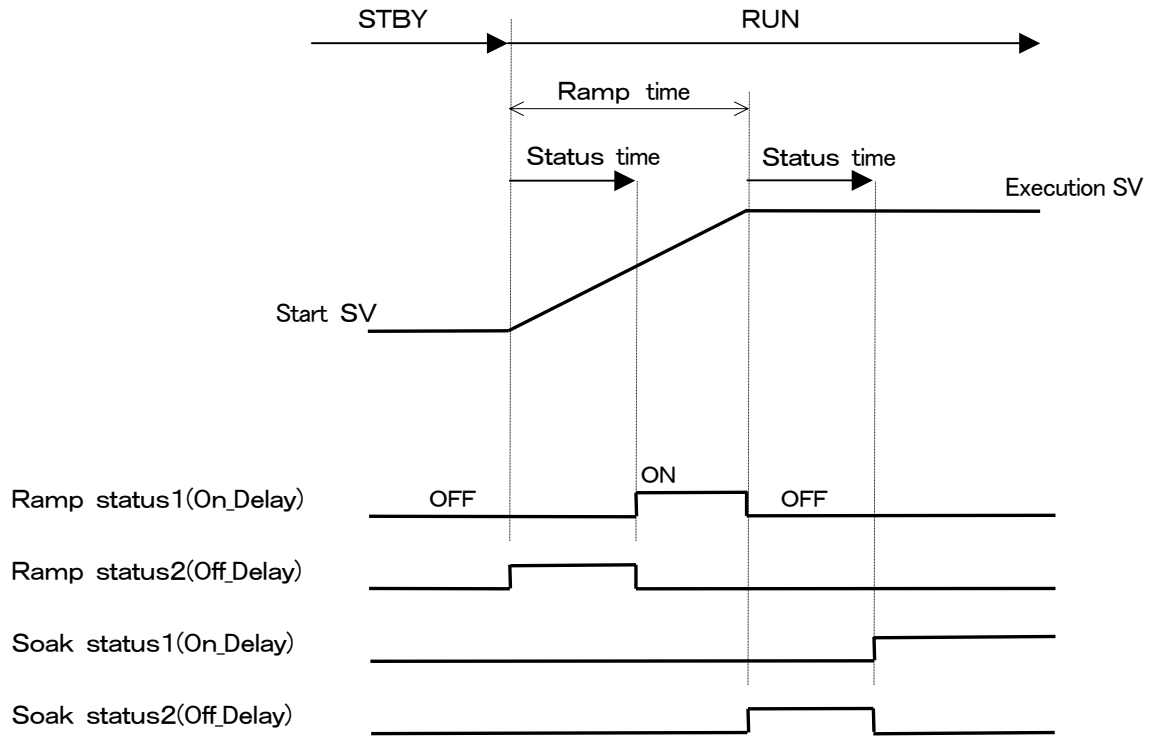 STBY RUN
Ramp time
Status time Status time
Execution SV
Start SV
ON
Ramp status1(On_Delay) OFF OFF
Ramp status2(Off_Delay)
Soak status1(On_Delay)
Soak status2(Off_Delay)